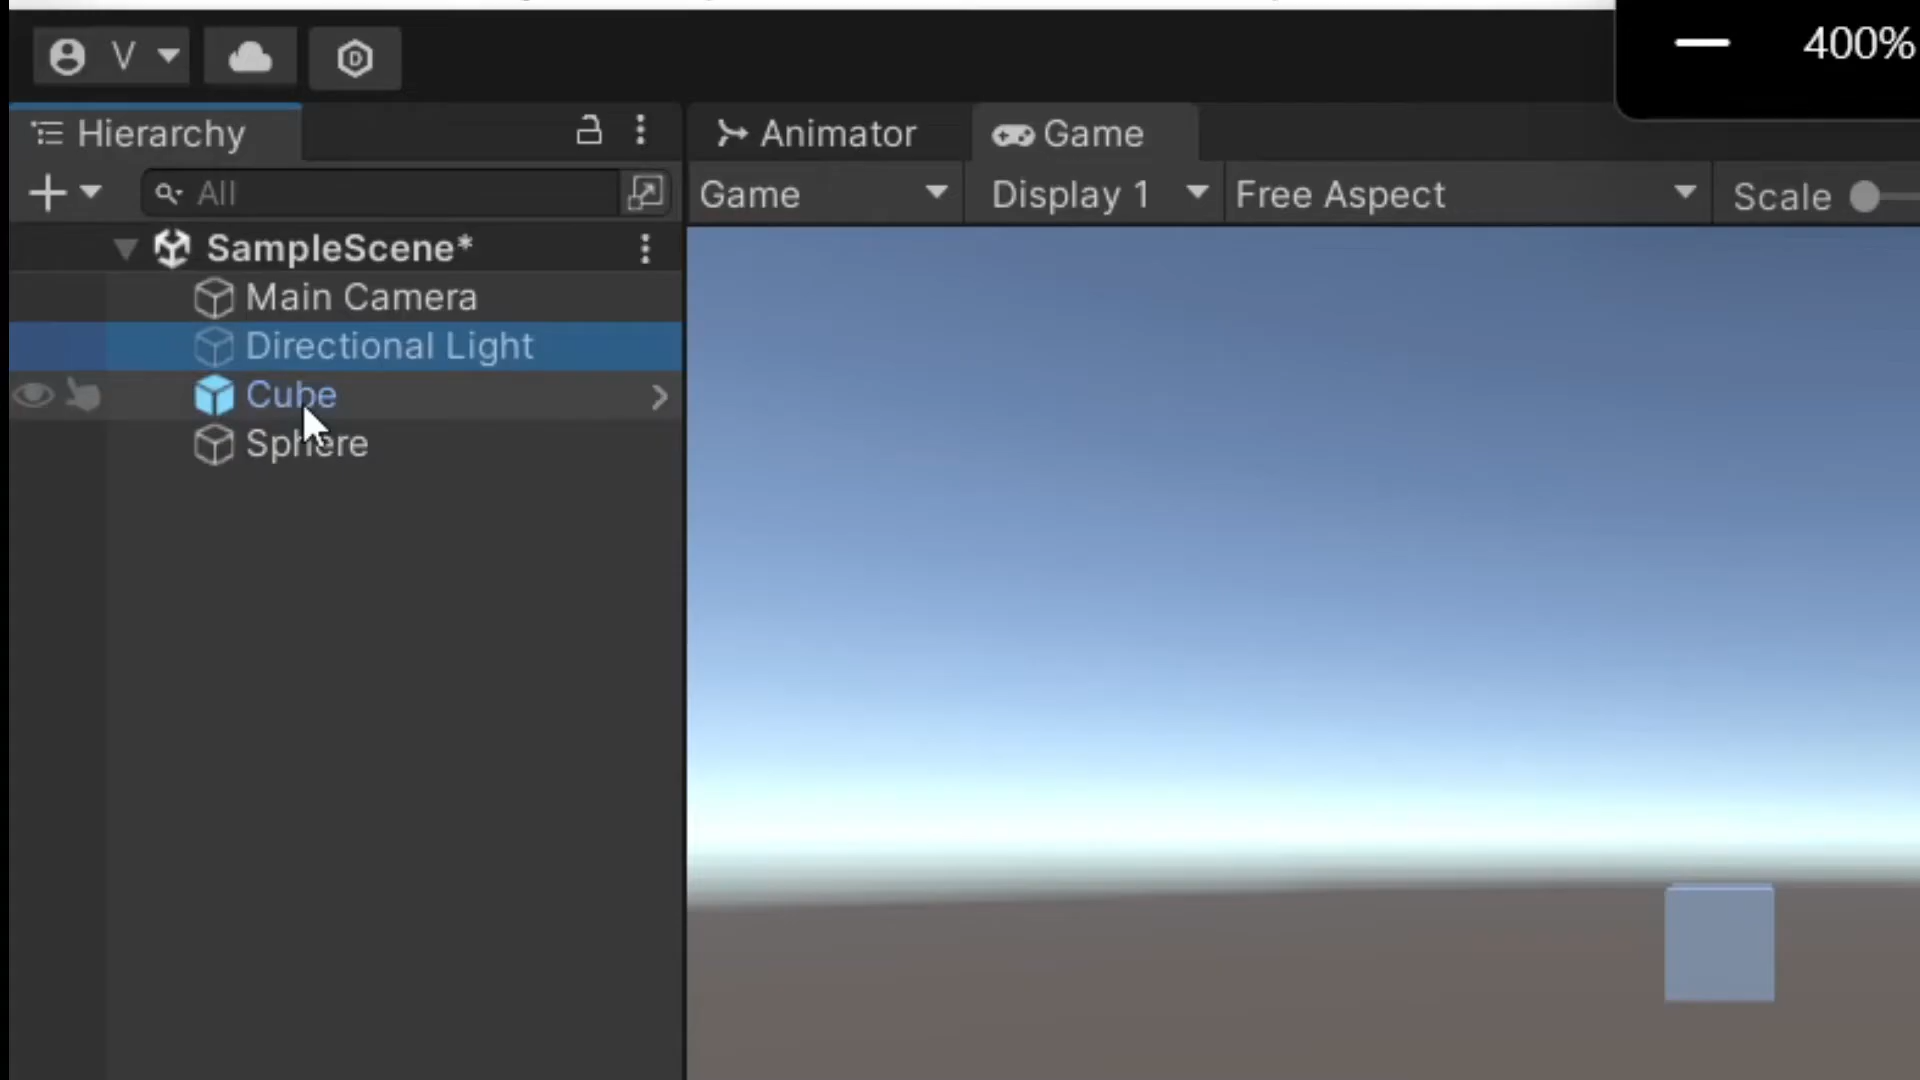 V
400%
Hierarchy
Animator
Game
All
Game
Display 1
Free Aspect
Scale
SampleScene*
Main Camera
Directional Light
Cube
Sphere